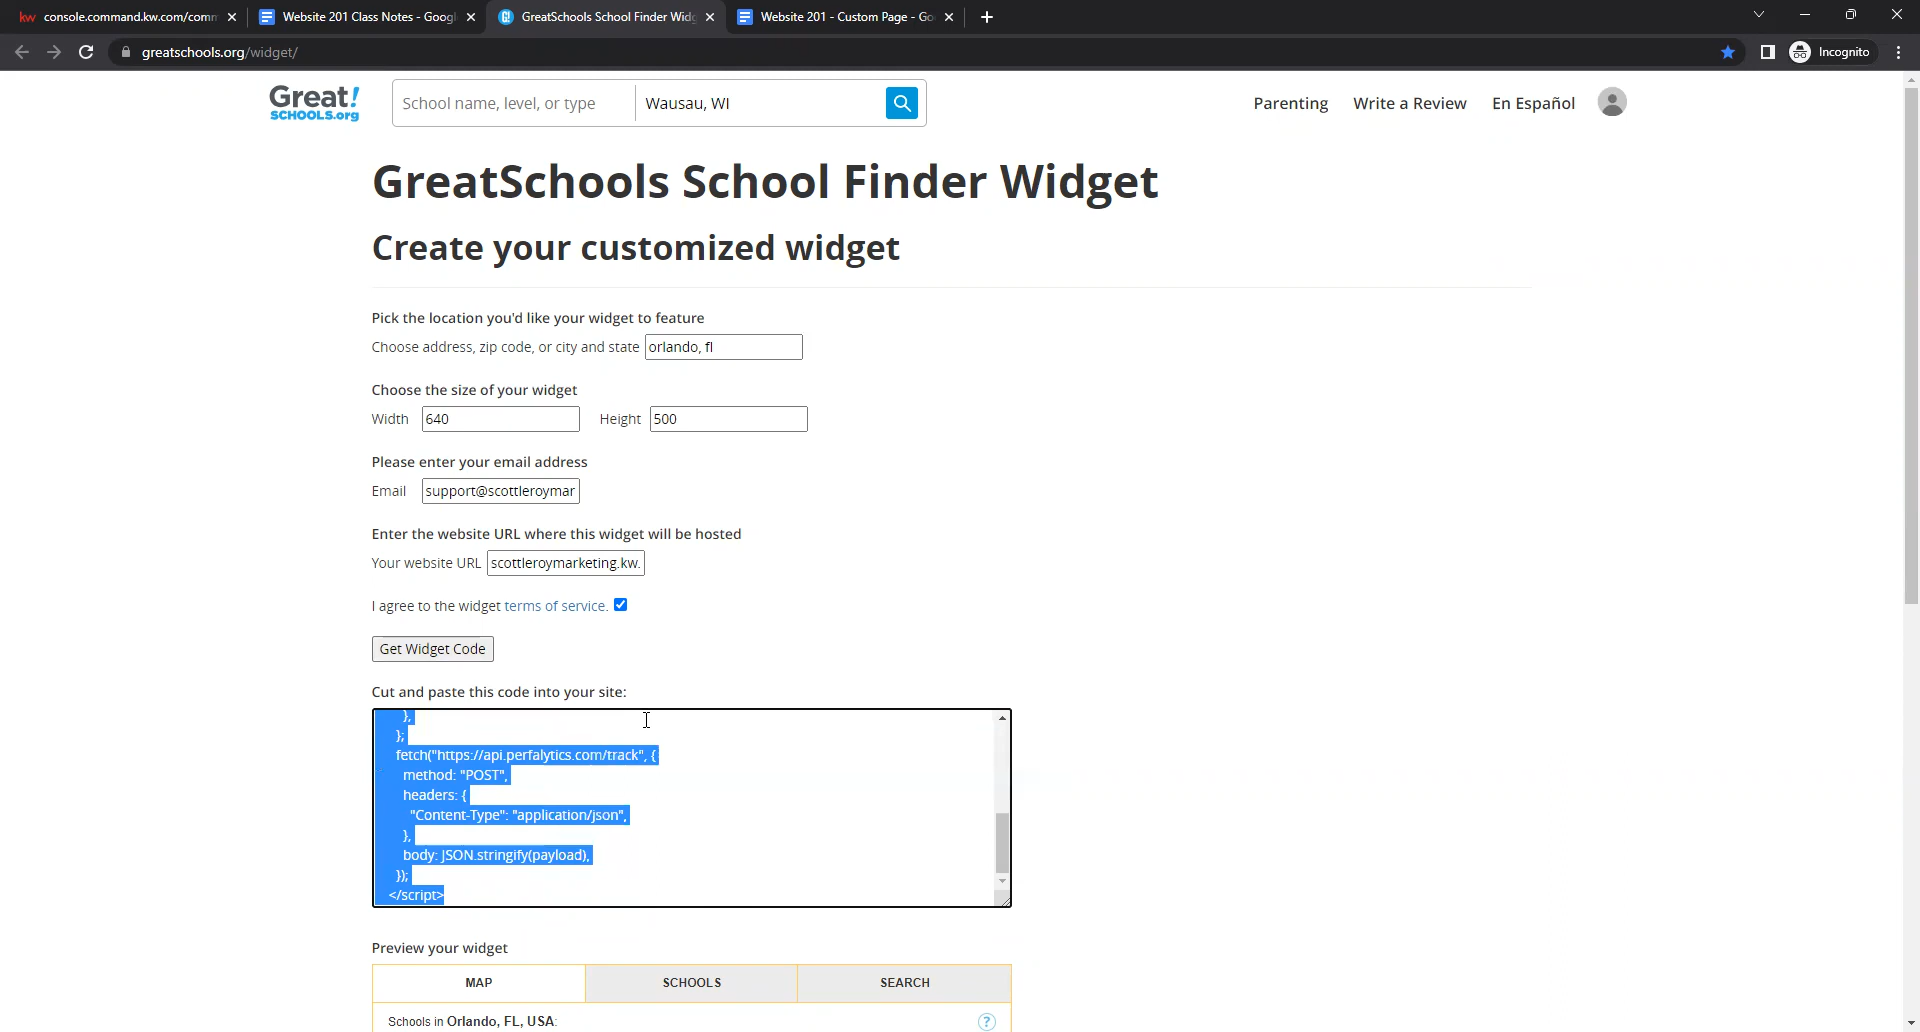 kw console.command.kw.com/comm
Website 201 Class Notes - Googl
GreatSchools School Finder Widg
Website 201 - Custom Page - Go
greatschools.org/widget/
Incognito
Great!
SCHOOLS.org
School name, level, or type
Wausau, WI
Parenting
Write a Review
En Español
GreatSchools School Finder Widget
Create your customized widget
Pick the location you'd like your widget to feature
Choose address, zip code, or city and state orlando, fl
Choose the size of your widget
Width 640 Height 500
Please enter your email address
Email support@scottleroymar
Enter the website URL where this widget will be hosted
Your website URL scottleroymarketing.kw.
I agree to the widget terms of service.
Get Widget Code
Cut and paste this code into your site:
},
};
fetch("https://api.perfalytics.com/track", {
method: "POST",
headers: {
"Content-Type": "application/json",
},
body: JSON.stringify(payload),
});
</script>
Preview your widget
MAP SCHOOLS SEARCH
Schools in Orlando, FL, USA: ?